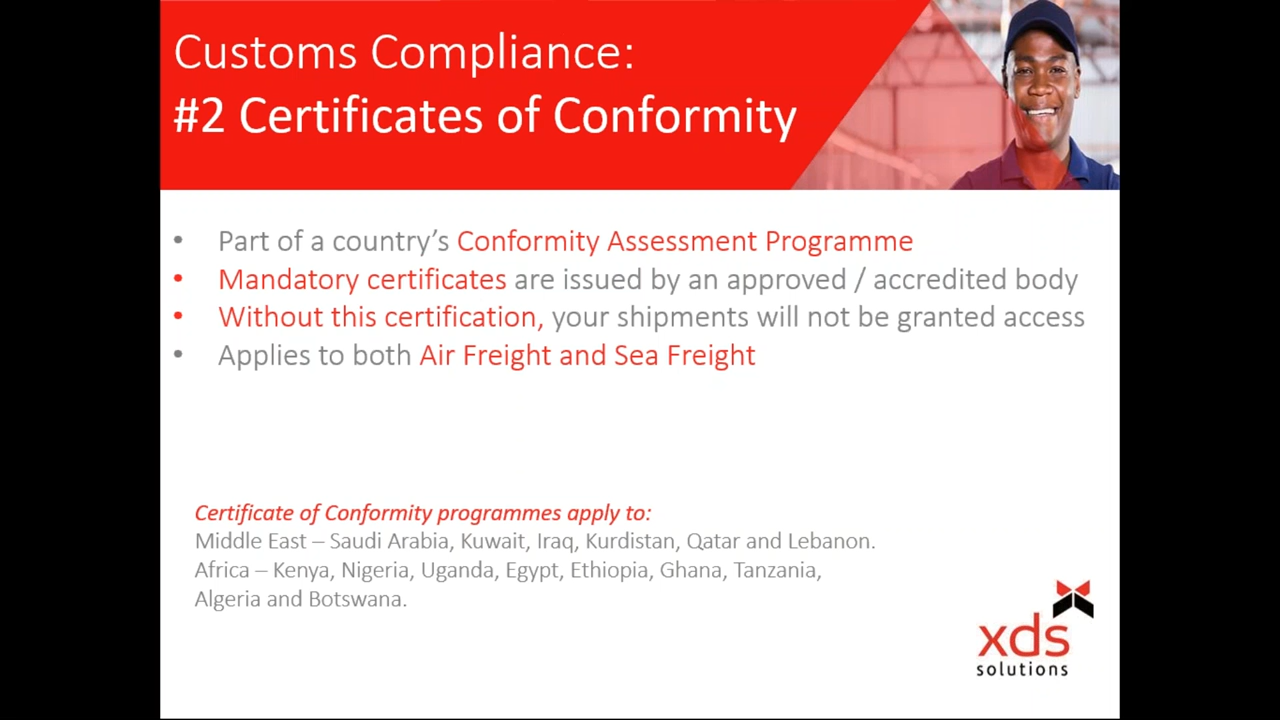 Customs Compliance:
#2 Certificates of Conformity
• Part of a country’s Conformity Assessment Programme
• Mandatory certificates are issued by an approved / accredited body
• Without this certification, your shipments will not be granted access
• Applies to both Air Freight and Sea Freight
Certificate of Conformity programmes apply to:
Middle East – Saudi Arabia, Kuwait, Iraq, Kurdistan, Qatar and Lebanon.
Africa – Kenya, Nigeria, Uganda, Egypt, Ethiopia, Ghana, Tanzania,
Algeria and Botswana.
xds
solutions